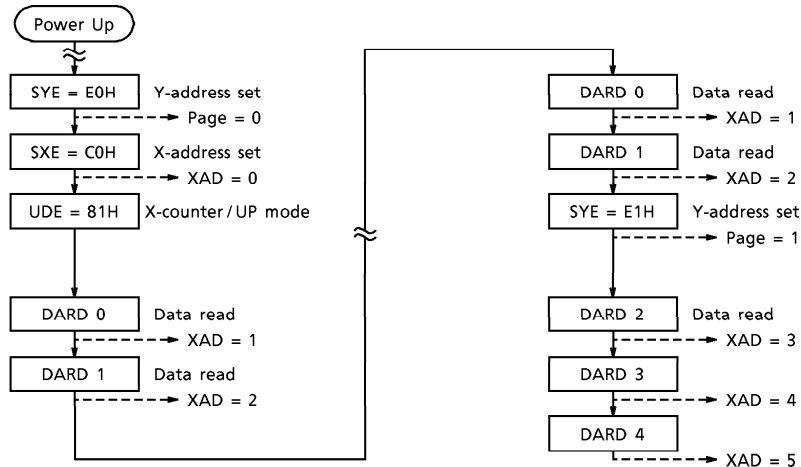 Power Up
SYE = E0H Y-address set
Page = 0
SXE = C0H X-address set
XAD = 0
UDE = 81H X-counter/UP mode
DARD 0 Data read
XAD = 1
DARD 1 Data read
XAD = 2
DARD 0 Data read
XAD = 1
DARD 1 Data read
XAD = 2
SYE = E1H Y-address set
Page = 1
DARD 2 Data read
XAD = 3
DARD 3
XAD = 4
DARD 4
XAD = 5